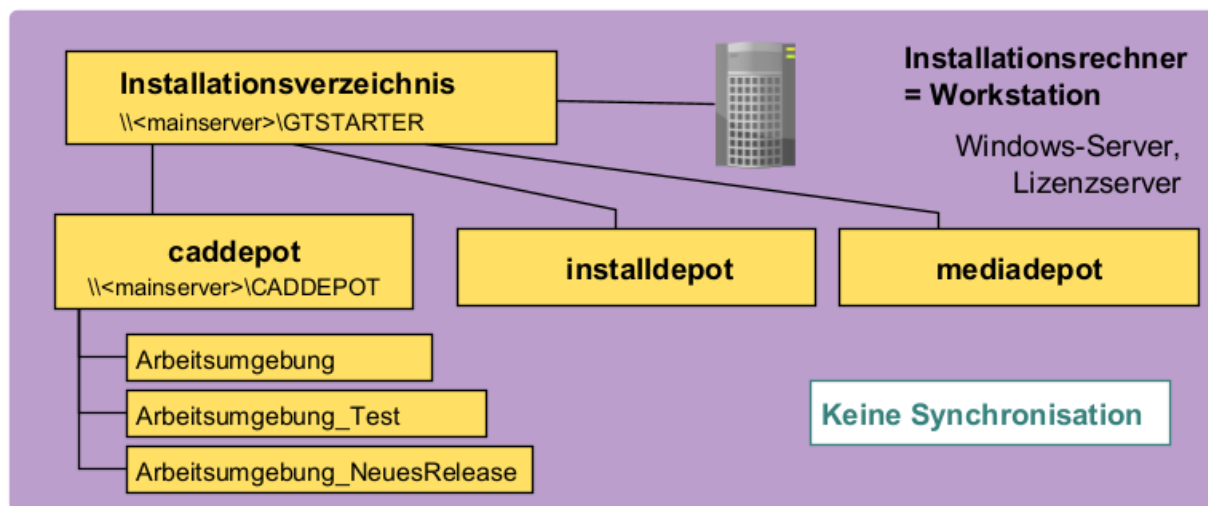 Installationsverzeichnis
\\<mainserver>\GTSTARTER
Installationsrechner
= Workstation
Windows-Server,
Lizenzserver
caddepot
\\<mainserver>\CADDEPOT
installdepot
mediadepot
Arbeitsumgebung
Arbeitsumgebung_Test
Arbeitsumgebung_NeuesRelease
Keine Synchronisation